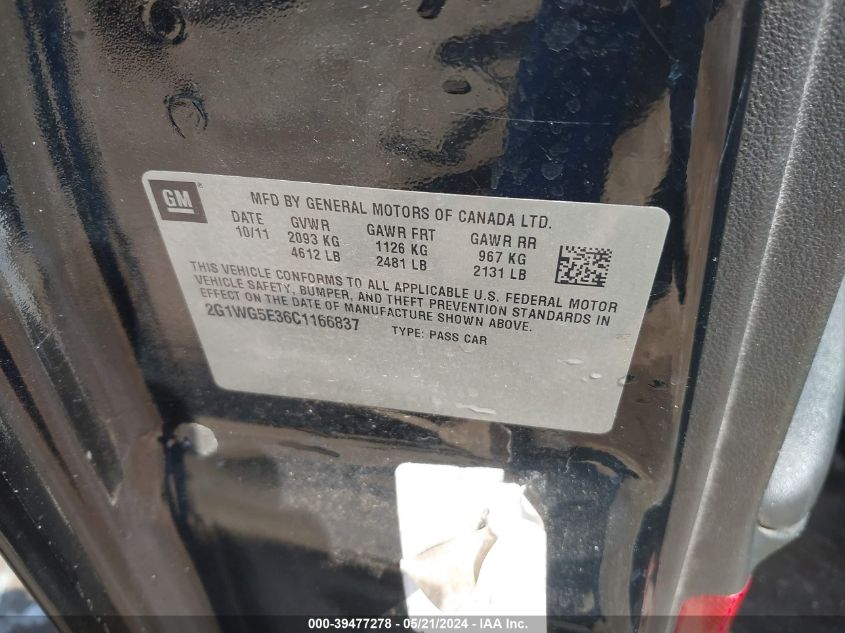 GM
MFD BY GENERAL MOTORS OF CANADA LTD.
DATE GVWR GAWR FRT GAWR RR
10/11 2093 KG 1126 KG 967 KG
4612 LB 2481 LB 2131 LB
THIS VEHICLE CONFORMS TO ALL APPLICABLE U.S. FEDERAL MOTOR
VEHICLE SAFETY, BUMPER, AND THEFT PREVENTION STANDARDS IN
EFFECT ON THE DATE OF MANUFACTURE SHOWN ABOVE.
2G1WG5E36C1166837 TYPE: PASS CAR
000-39477278 - 05/21/2024 - IAAI.COM